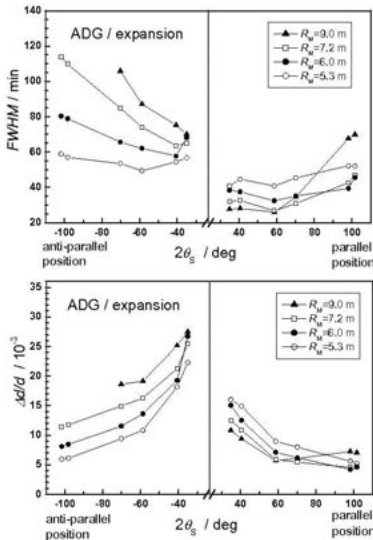 ADG / expansion
R_M=9.0 m
R_M=7.2 m
R_M=6.0 m
R_M=5.3 m
FWHM / min
140
120
100
80
60
40
20
0
-100 -80 -60 -40 40 60 80 100
anti-parallel
position
2θ_S / deg
parallel
position
ADG / expansion
R_M=9.0 m
R_M=7.2 m
R_M=6.0 m
R_M=5.3 m
Δd/d / 10⁻³
35
30
25
20
15
10
5
0
-100 -80 -60 -40 40 60 80 100
anti-parallel
position
2θ_S / deg
parallel
position